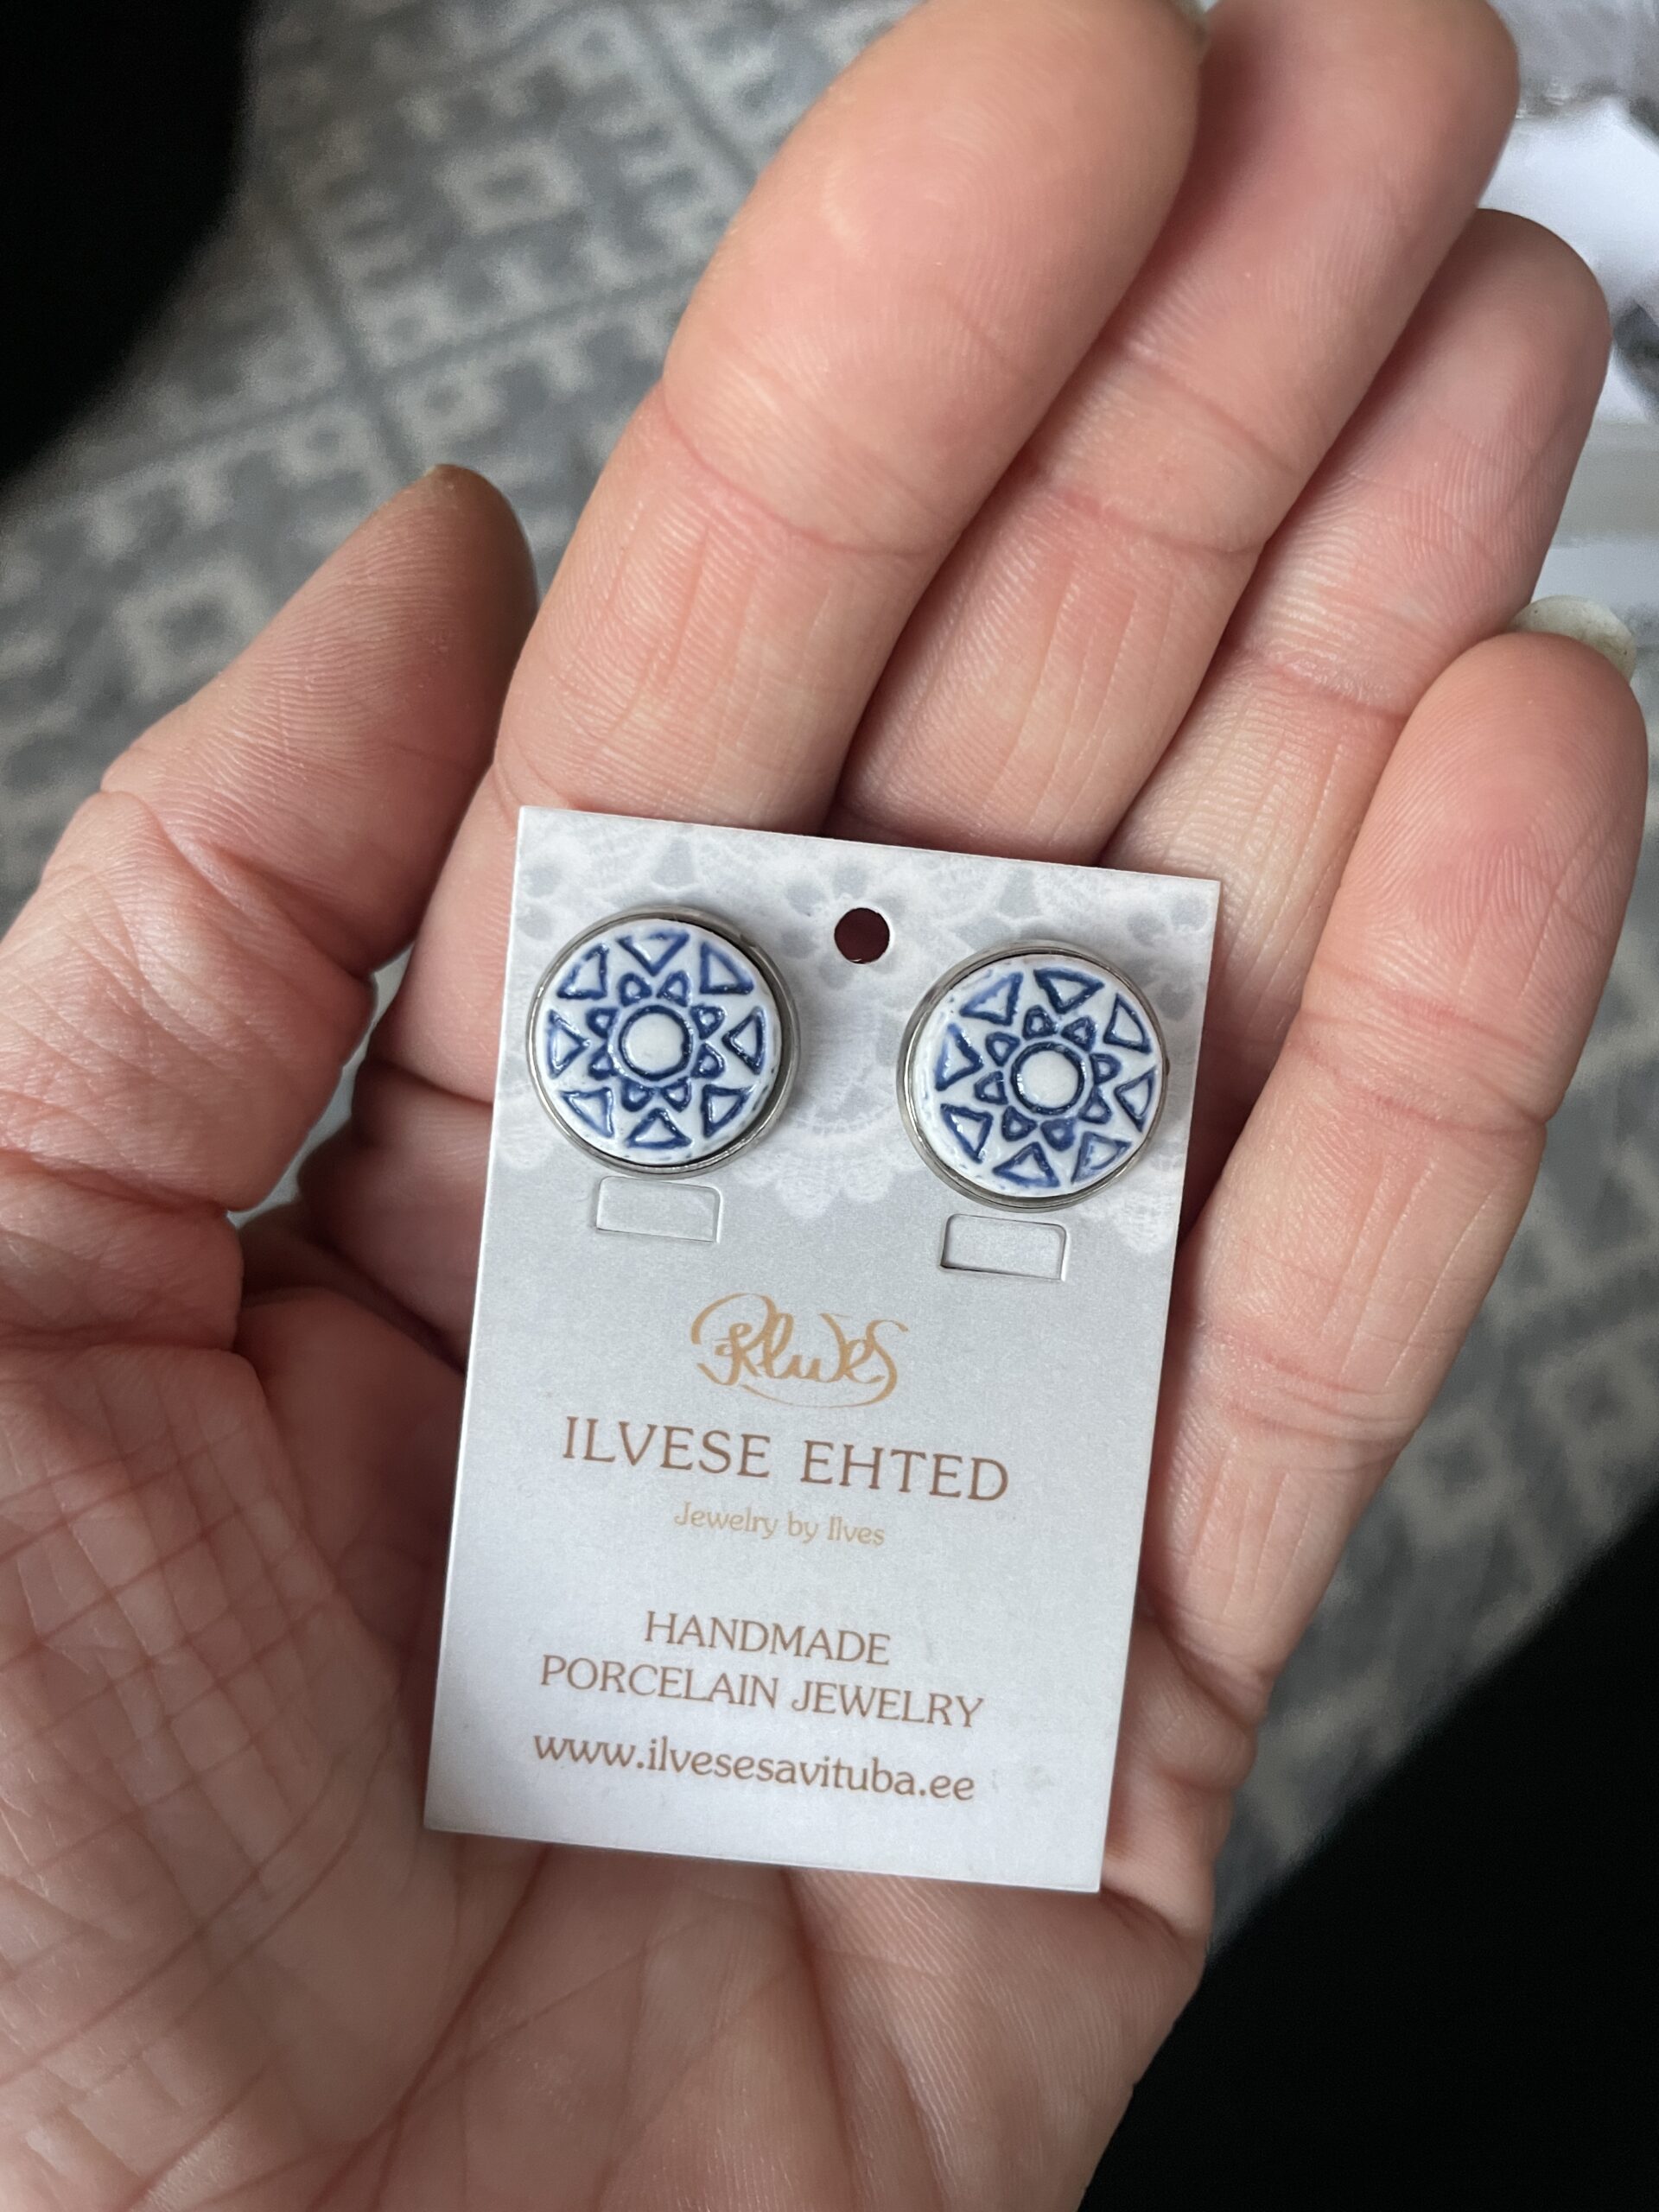 ILVESE EHTED
Jewelry by Ilves
HANDMADE
PORCELAIN JEWELRY
www.ilvesesavituba.ee